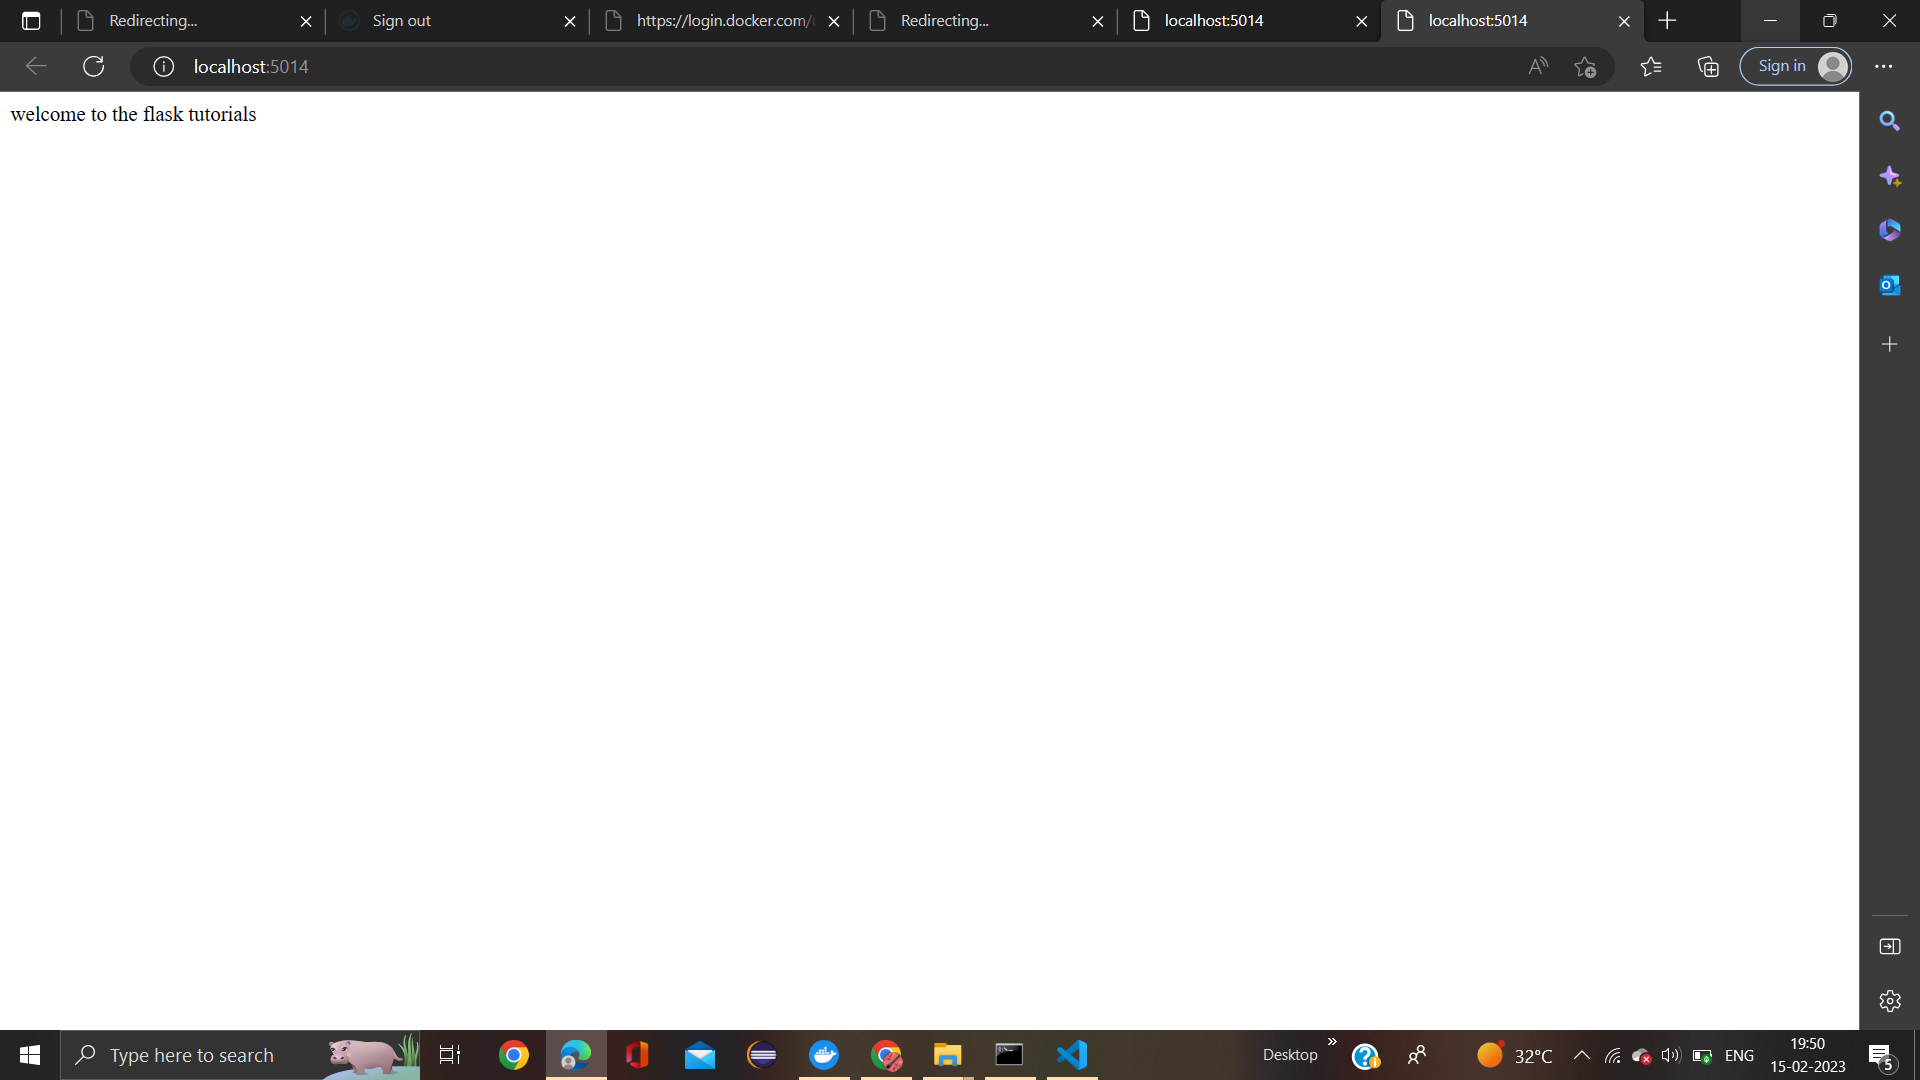 Redirecting...
Sign out
https://login.docker.com/
Redirecting...
localhost:5014
localhost:5014
localhost:5014
Sign in
welcome to the flask tutorials
Type here to search
Desktop
32°C
ENG
19:50
15-02-2023
5